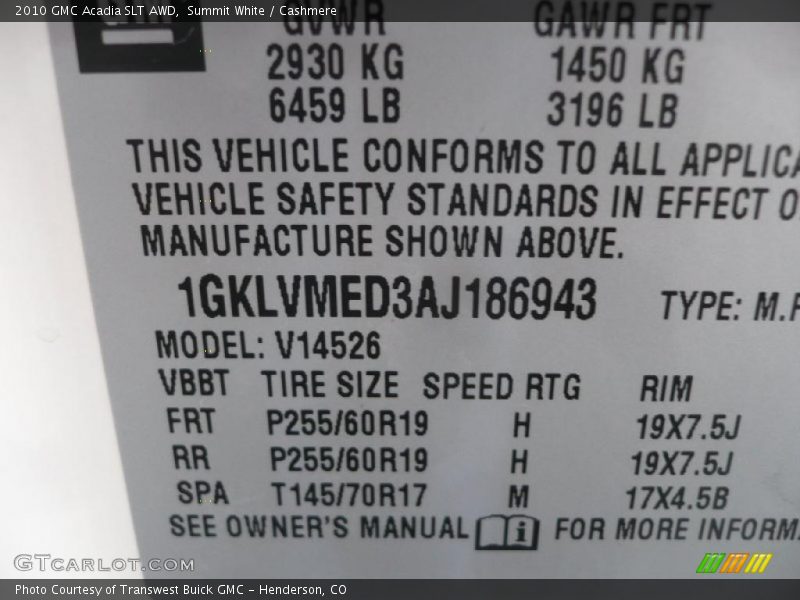 2010 GMC Acadia SLT AWD, Summit White / Cashmere
GVWR GAWR FRT
2930 KG 1450 KG
6459 LB 3196 LB
THIS VEHICLE CONFORMS TO ALL APPLICA
VEHICLE SAFETY STANDARDS IN EFFECT O
MANUFACTURE SHOWN ABOVE.
1GKLVMED3AJ186943 TYPE: M.P
MODEL: V14526
VBBT TIRE SIZE SPEED RTG RIM
FRT P255/60R19 H 19X7.5J
RR P255/60R19 H 19X7.5J
SPA T145/70R17 M 17X4.5B
SEE OWNER'S MANUAL i FOR MORE INFORMA
GTCARLOT.COM
Photo Courtesy of Transwest Buick GMC - Henderson, CO